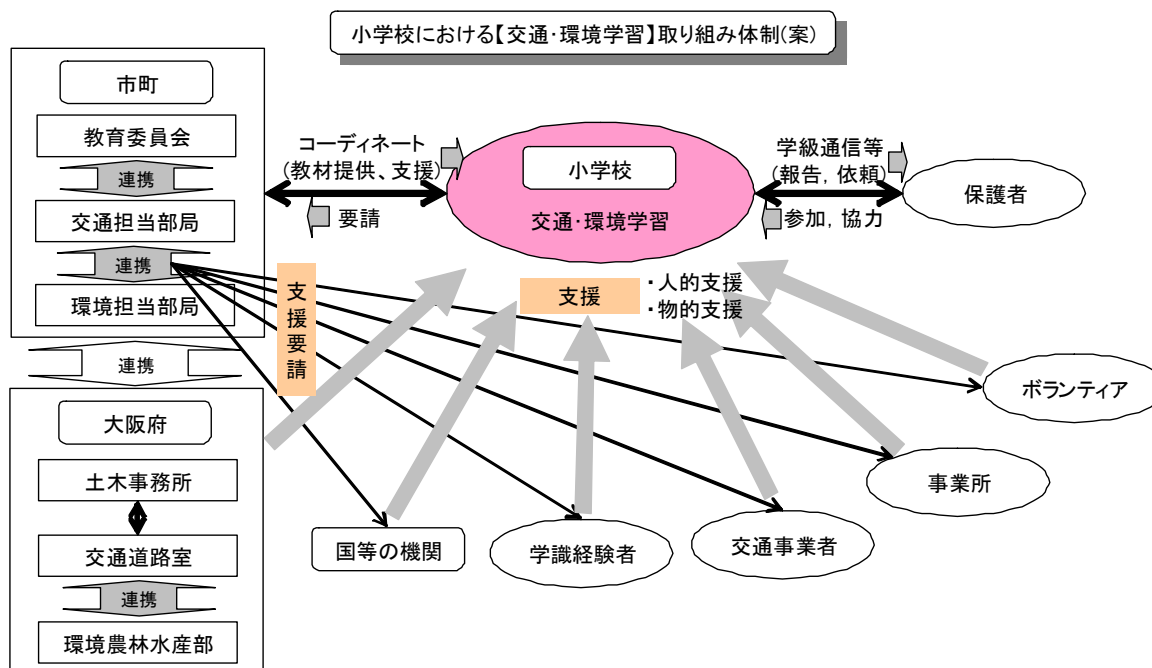 小学校における【交通・環境学習】取り組み体制(案)
市町
教育委員会
連携
交通担当部局
連携
環境担当部局
連携
大阪府
土木事務所
交通道路室
連携
環境農林水産部
コーディネート
(教材提供、支援)
要請
小学校
交通・環境学習
学級通信等
(報告，依頼)
参加，協力
保護者
支援要請
支援
・人的支援
・物的支援
国等の機関
学識経験者
交通事業者
事業所
ボランティア